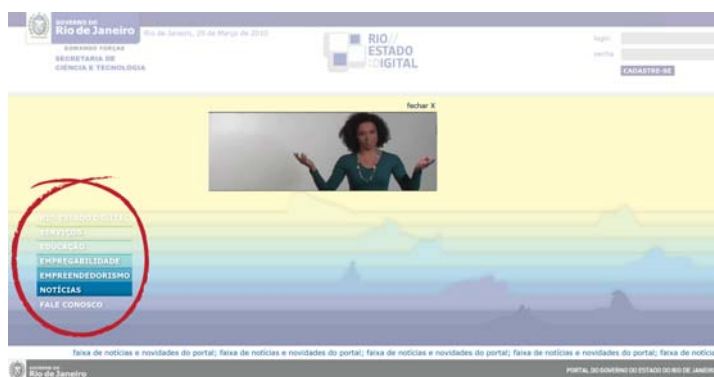 GOVERNO DO
Rio de Janeiro
SOMANDO FORÇAS
SECRETARIA DE
CIÊNCIA E TECNOLOGIA
Rio de Janeiro, 29 de Março de 2010
RIO//
ESTADO
:DIGITAL
login
senha
CADASTRE-SE
fechar X
RIO ESTADO DIGITAL
SERVIÇOS
EDUCAÇÃO
EMPREGABILIDADE
EMPREENDEDORISMO
NOTÍCIAS
FALE CONOSCO
faixa de notícias e novidades do portal; faixa de notícias e novidades do portal; faixa de notícias e novidades do portal; faixa de notícias e novidades do portal; faixa de notícia
GOVERNO DO
Rio de Janeiro
PORTAL DO GOVERNO DO ESTADO DO RIO DE JANEIR